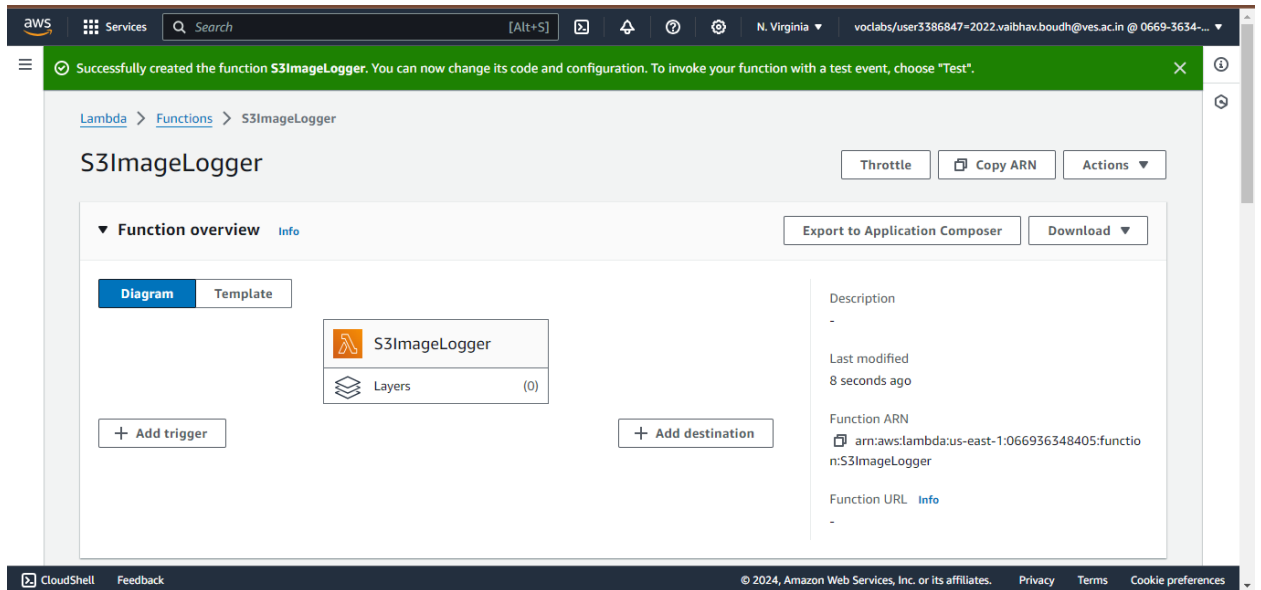 aws Services Search [Alt+S] N. Virginia ▼ voclabs/user3386847=2022.vaibhav.boudh@ves.ac.in @ 0669-3634-... ▼
Successfully created the function S3ImageLogger. You can now change its code and configuration. To invoke your function with a test event, choose "Test".
Lambda > Functions > S3ImageLogger
S3ImageLogger
Throttle Copy ARN Actions ▼
▼ Function overview Info
Export to Application Composer Download ▼
Diagram Template
S3ImageLogger
Layers (0)
+ Add trigger
+ Add destination
Description
-
Last modified
8 seconds ago
Function ARN
arn:aws:lambda:us-east-1:066936348405:functio
n:S3ImageLogger
Function URL Info
-
CloudShell Feedback © 2024, Amazon Web Services, Inc. or its affiliates. Privacy Terms Cookie preferences